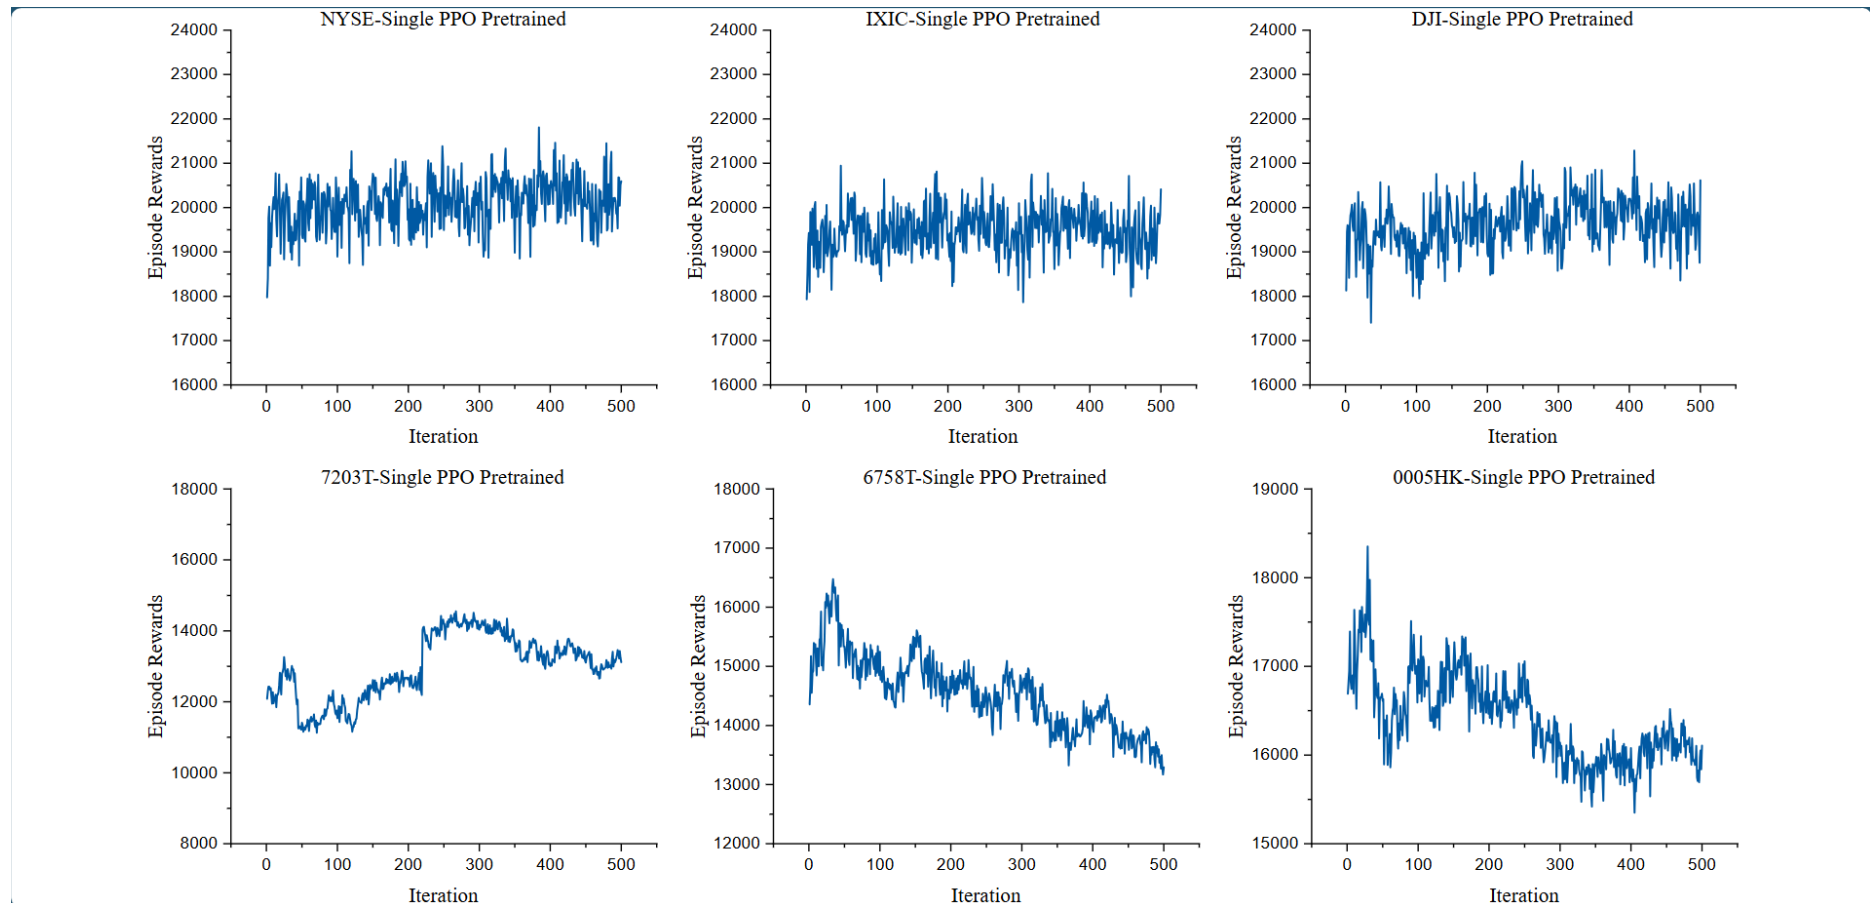 NYSE-Single PPO Pretrained
24000
23000
22000
21000
20000
19000
18000
17000
16000
Episode Rewards
0 100 200 300 400 500
Iteration
IXIC-Single PPO Pretrained
24000
23000
22000
21000
20000
19000
18000
17000
16000
Episode Rewards
0 100 200 300 400 500
Iteration
DJI-Single PPO Pretrained
24000
23000
22000
21000
20000
19000
18000
17000
16000
Episode Rewards
0 100 200 300 400 500
Iteration
7203T-Single PPO Pretrained
18000
16000
14000
12000
10000
8000
Episode Rewards
0 100 200 300 400 500
Iteration
6758T-Single PPO Pretrained
18000
17000
16000
15000
14000
13000
12000
Episode Rewards
0 100 200 300 400 500
Iteration
0005HK-Single PPO Pretrained
19000
18000
17000
16000
15000
Episode Rewards
0 100 200 300 400 500
Iteration